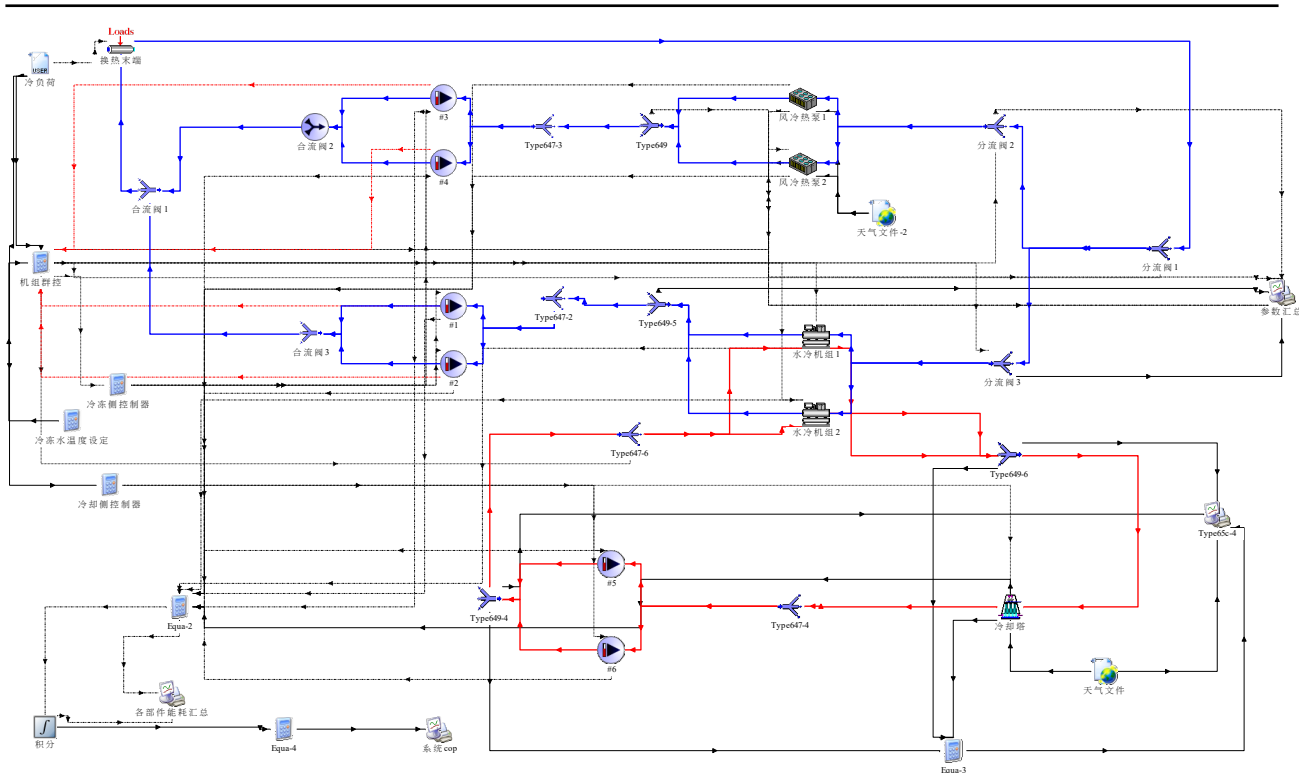 Loads
换热末端
USER
冷负荷
#3
合流阀2
#4
Type647-3
Type649
风冷热泵1
风冷热泵2
分流阀2
天气文件-2
合流阀1
分流阀1
机组群控
参数汇总
#1
Type647-2
Type649-5
合流阀3
水冷机组1
#2
分流阀3
冷冻侧控制器
冷冻水温度设定
水冷机组2
Type647-6
Type649-6
冷却侧控制器
Type65c-4
#5
Type649-4
Type647-4
冷却塔
Equa-2
#6
天气文件
各部件能耗汇总
积分
Equa-4
系统cop
Equa-3